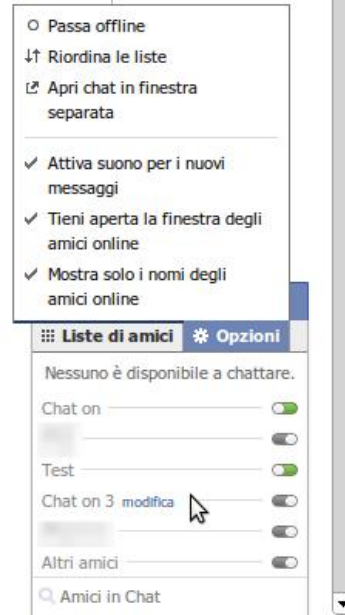 Passa offline
Riordina le liste
Apri chat in finestra
separata
Attiva suono per i nuovi
messaggi
Tieni aperta la finestra degli
amici online
Mostra solo i nomi degli
amici online
Liste di amici Opzioni
Nessuno è disponibile a chattare.
Chat on
Test
Chat on 3 modifica
Altri amici
Amici in Chat